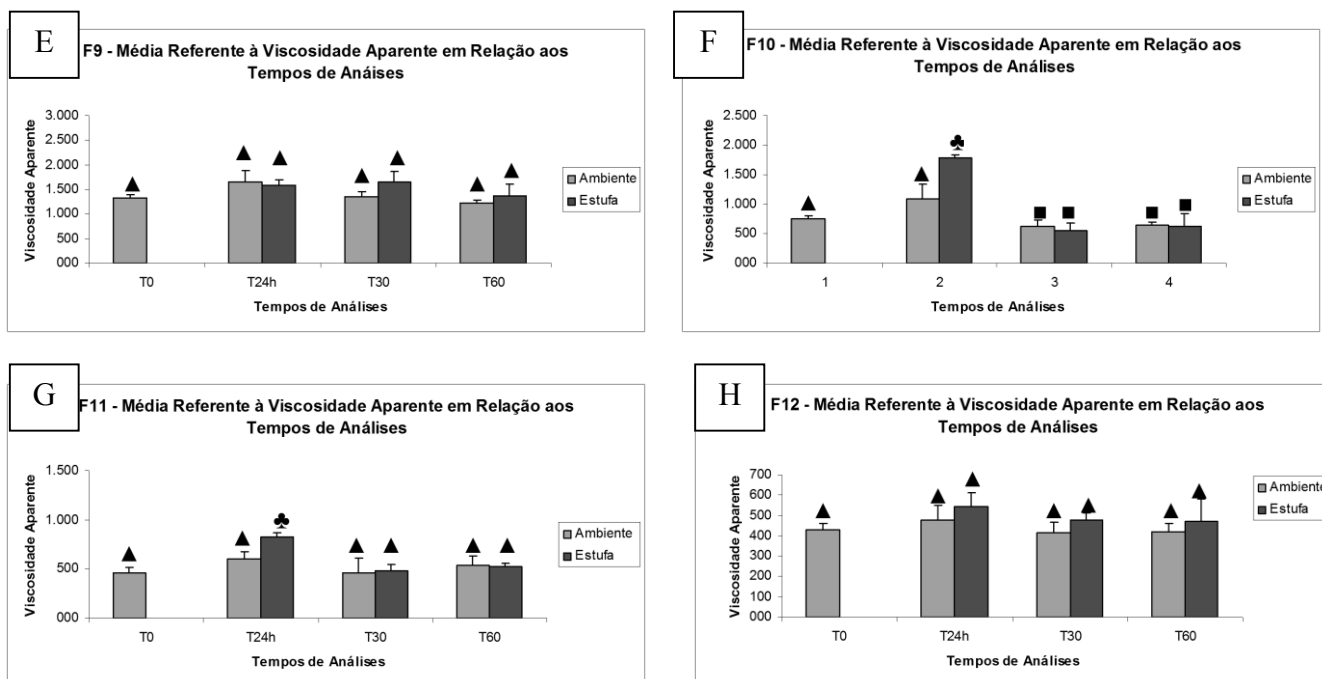 E
F9 - Média Referente à Viscosidade Aparente em Relação aos
Tempos de Anáises
Viscosidade Aparente
3.000
2.500
2.000
1.500
1.000
500
000
T0 T24h T30 T60
Tempos de Análises
Ambiente
Estufa
F
F10 - Média Referente à Viscosidade Aparente em Relação aos
Tempos de Análises
Viscosidade Aparente
2.500
2.000
1.500
1.000
500
000
1 2 3 4
Tempos de Análises
Ambiente
Estufa
G
F11 - Média Referente à Viscosidade Aparente em Relação aos
Tempos de Análises
Viscosidade Aparente
1.500
1.000
500
000
T0 T24h T30 T60
Tempos de Análises
Ambiente
Estufa
H
F12 - Média Referente à Viscosidade Aparente em Relação aos
Tempos de Análises
Viscosidade Aparente
700
600
500
400
300
200
100
000
T0 T24h T30 T60
Tempos de Análises
Ambiente
Estufa